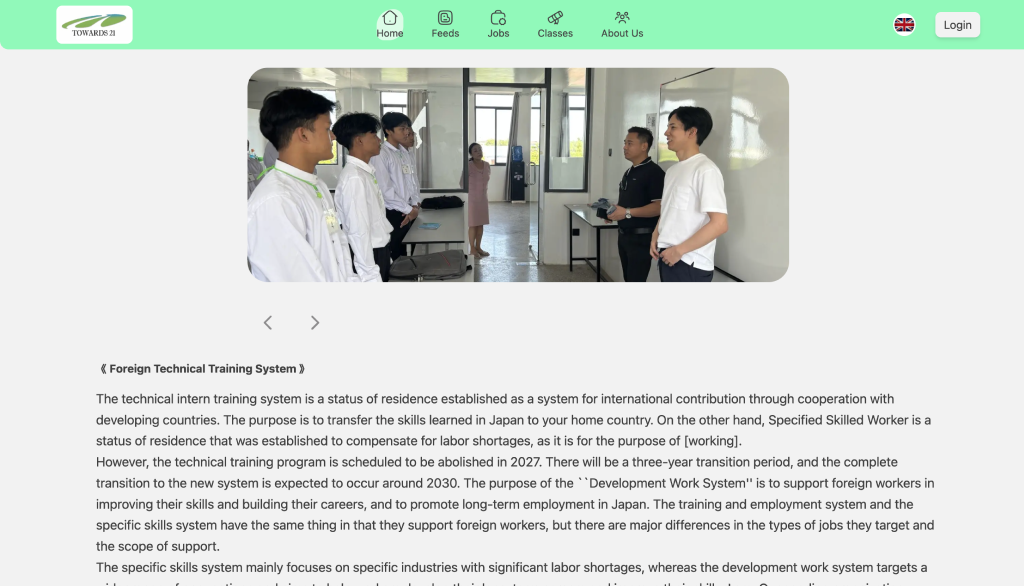 TOWARDS 21
Home
Feeds
Jobs
Classes
About Us
Login
《 Foreign Technical Training System 》
The technical intern training system is a status of residence established as a system for international contribution through cooperation with
developing countries. The purpose is to transfer the skills learned in Japan to your home country. On the other hand, Specified Skilled Worker is a
status of residence that was established to compensate for labor shortages, as it is for the purpose of [working].
However, the technical training program is scheduled to be abolished in 2027. There will be a three-year transition period, and the complete
transition to the new system is expected to occur around 2030. The purpose of the ``Development Work System'' is to support foreign workers in
improving their skills and building their careers, and to promote long-term employment in Japan. The training and employment system and the
specific skills system have the same thing in that they support foreign workers, but there are major differences in the types of jobs they target and
the scope of support.
The specific skills system mainly focuses on specific industries with significant labor shortages, whereas the development work system targets a